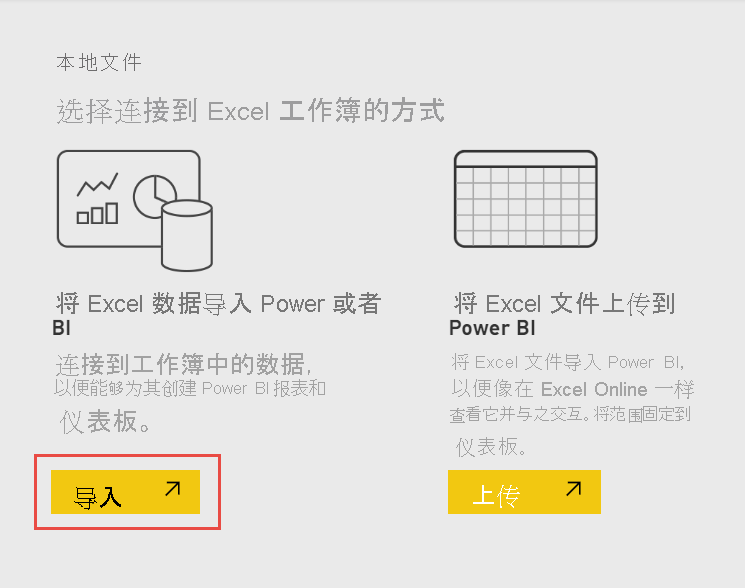 本地文件
选择连接到 Excel 工作簿的方式
将 Excel 数据导入 Power 或者
BI
连接到工作簿中的数据,
以便能够为其创建 Power BI 报表和
仪表板。
导入
将 Excel 文件上传到
Power BI
将 Excel 文件导入 Power BI,
以便像在 Excel Online 一样
查看它并与之交互。将范围固定到
仪表板。
上传